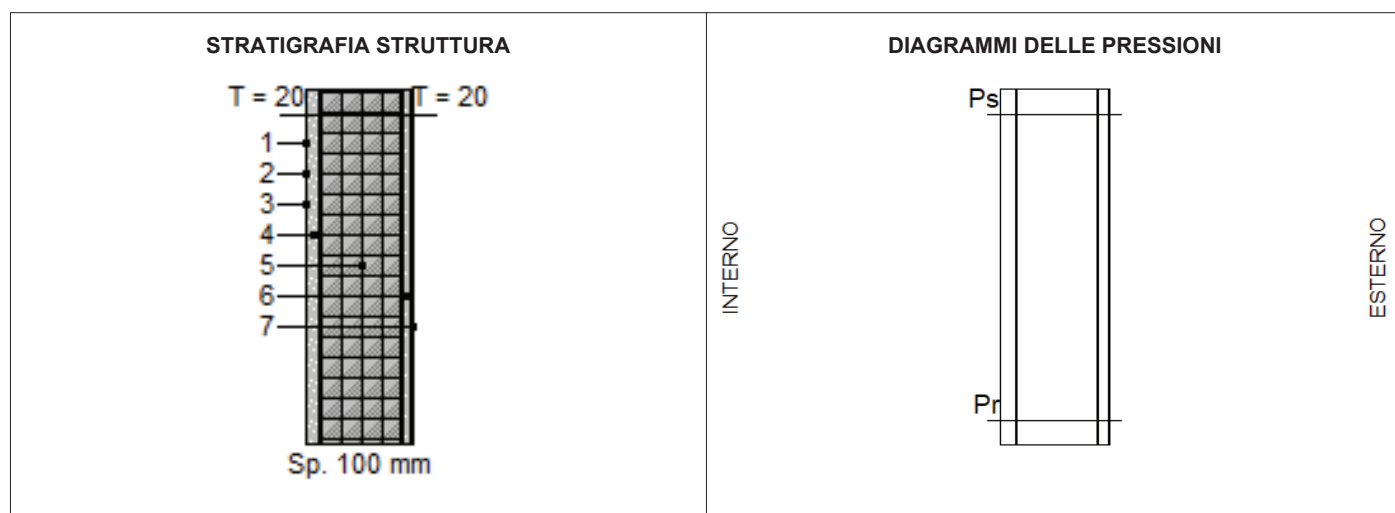 STRATIGRAFIA STRUTTURA
T = 20 T = 20
1
2
3
4
5
6
7
Sp. 100 mm
DIAGRAMMI DELLE PRESSIONI
Ps
INTERNO
ESTERNO
Pr